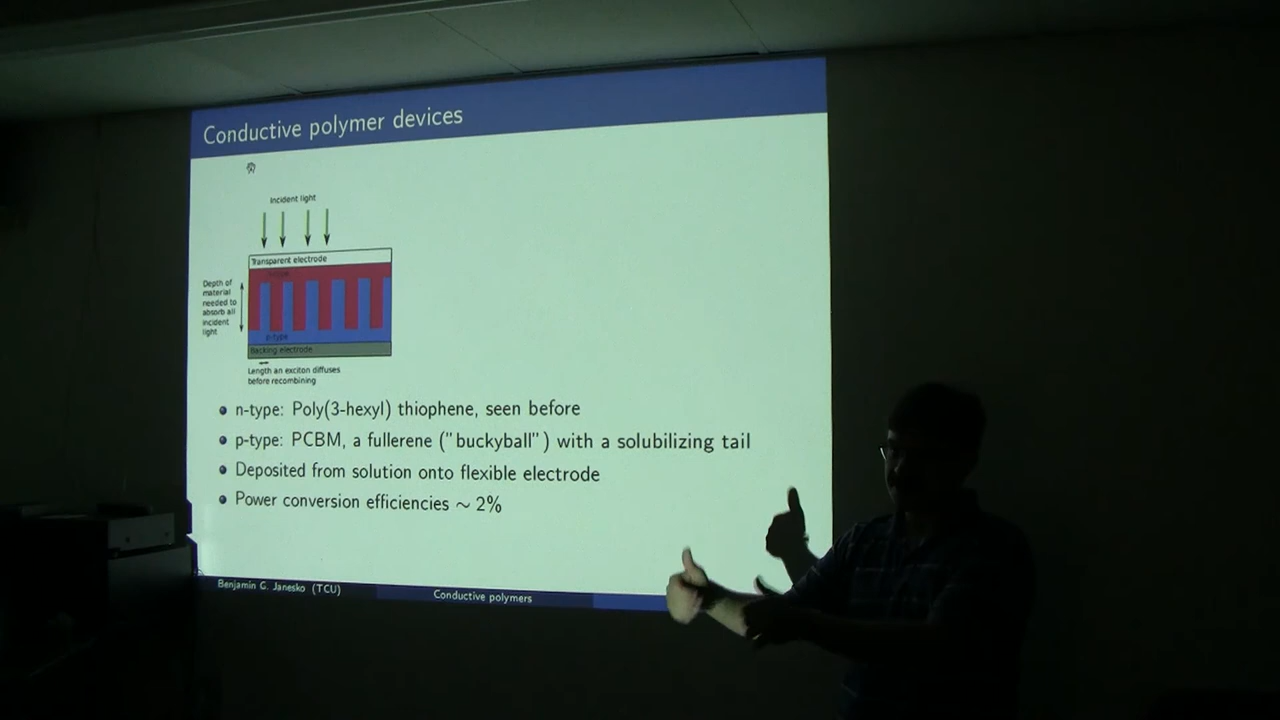 Conductive polymer devices
Incident light
Transparent electrode
Depth of
material
needed to
absorb all
incident
light
p-type
Backing electrode
Length an exciton diffuses
before recombining
n-type: Poly(3-hexyl) thiophene, seen before
p-type: PCBM, a fullerene ("buckyball") with a solubilizing tail
Deposited from solution onto flexible electrode
Power conversion efficiencies ~ 2%
Benjamin G. Janesko (TCU)
Conductive polymers